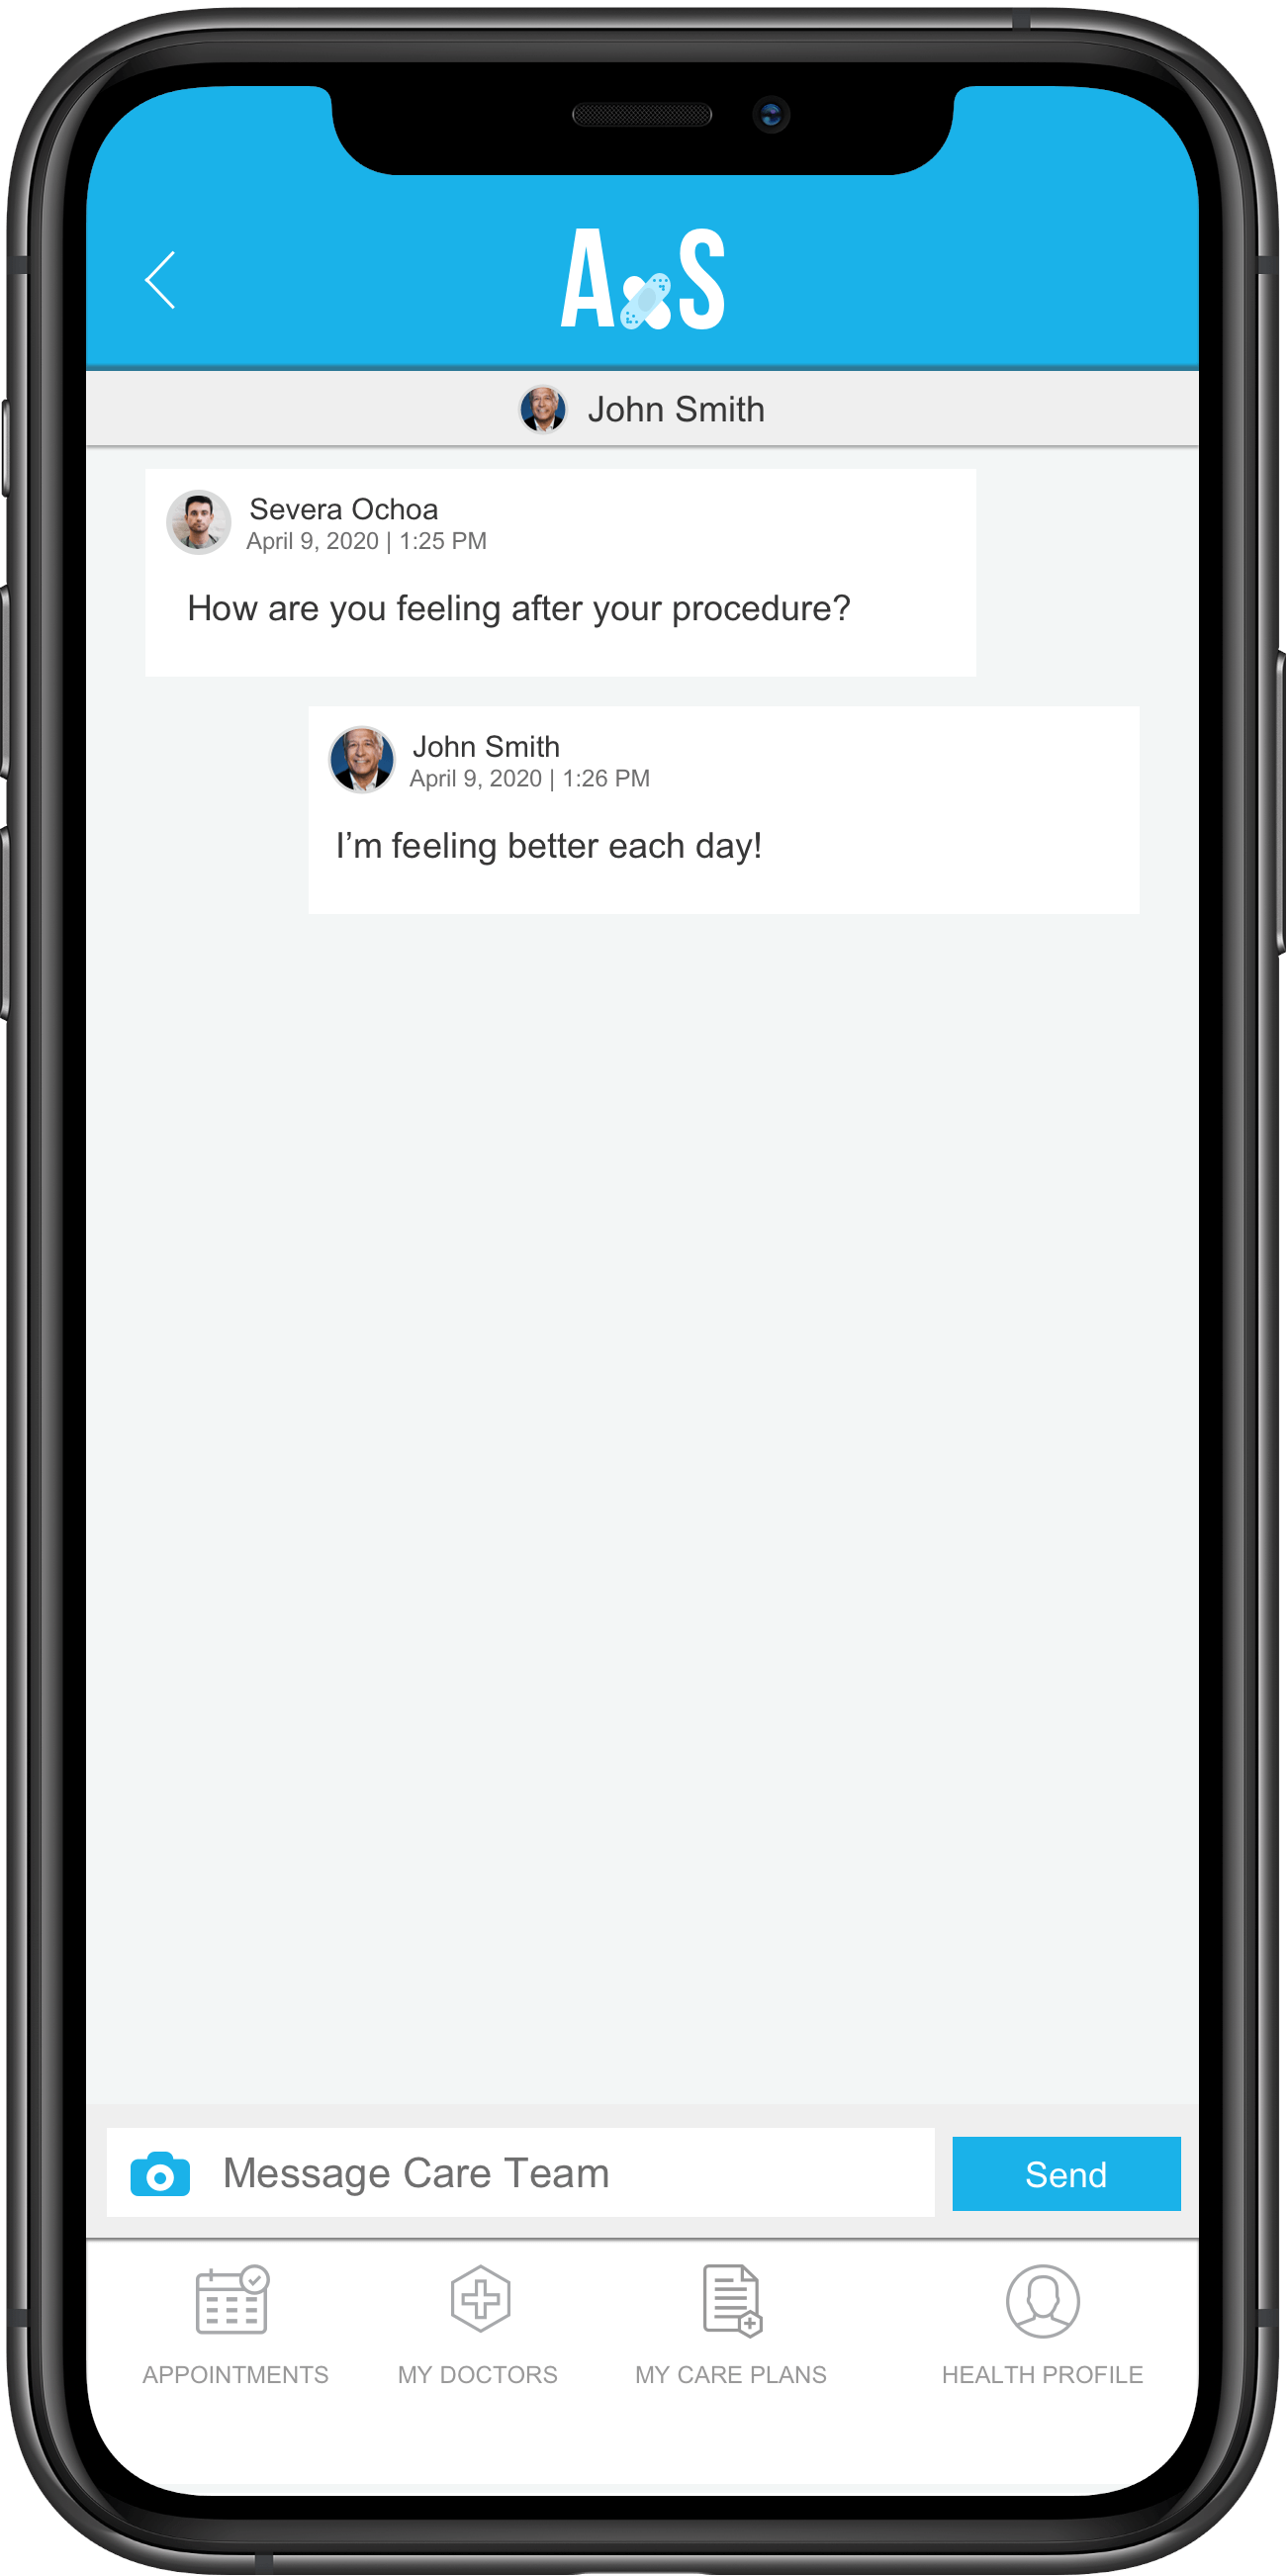 A S
John Smith
Severa Ochoa
April 9, 2020 | 1:25 PM
How are you feeling after your procedure?
John Smith
April 9, 2020 | 1:26 PM
I’m feeling better each day!
Message Care Team
Send
APPOINTMENTS
MY DOCTORS
MY CARE PLANS
HEALTH PROFILE